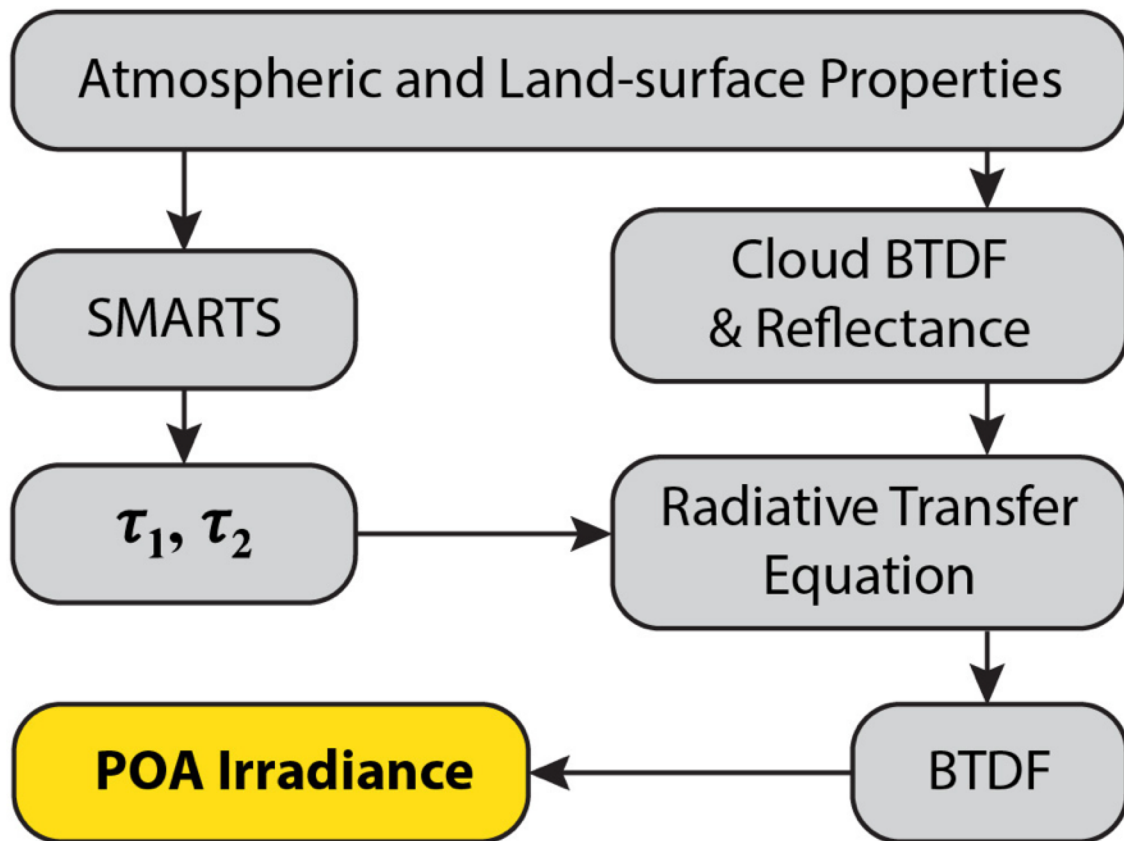 Atmospheric and Land-surface Properties
SMARTS
Cloud BTDF
& Reflectance
τ₁, τ₂
Radiative Transfer
Equation
POA Irradiance
BTDF